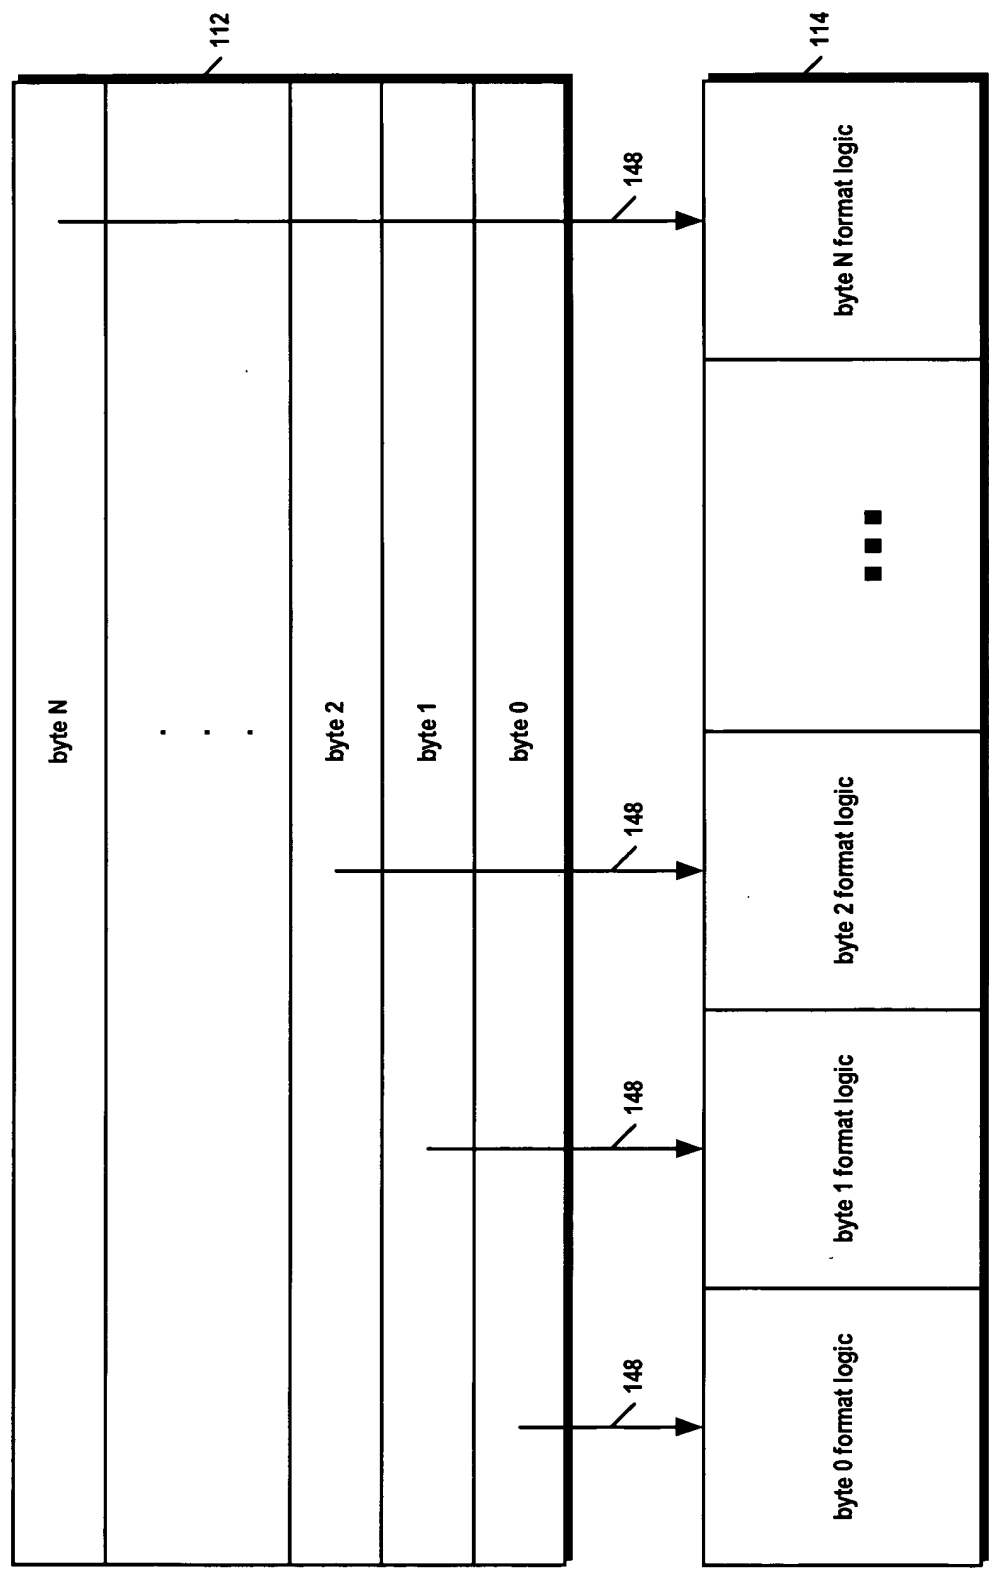 byte N
. . .
112
byte 2
byte 1
byte 0
148
148
148
148
114
byte 0 format logic
byte 1 format logic
byte 2 format logic
■ ■ ■
byte N format logic